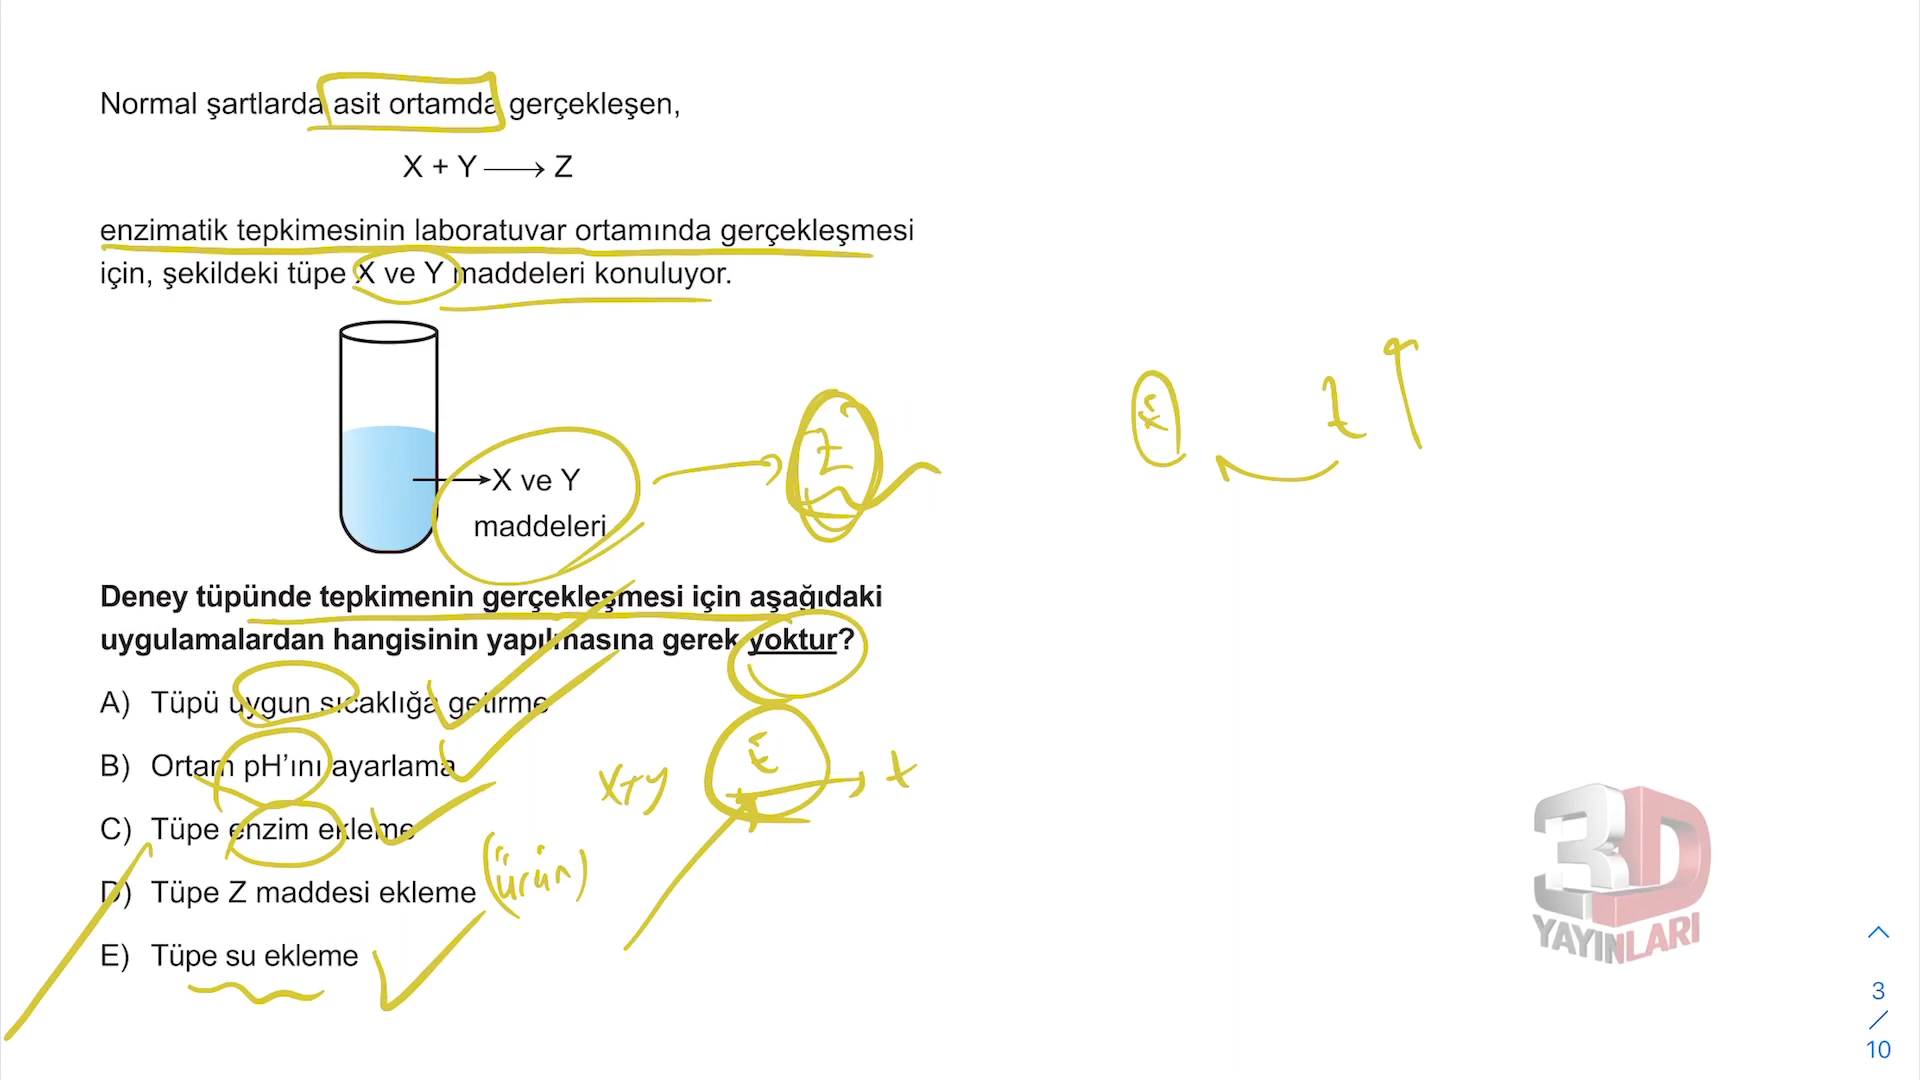 Normal şartlarda asit ortamda gerçekleşen,
X + Y ⟶ Z
enzimatik tepkimesinin laboratuvar ortamında gerçekleşmesi
için, şekildeki tüpe X ve Y maddeleri konuluyor.
X ve Y
maddeleri
Z
Z
Deney tüpünde tepkimenin gerçekleşmesi için aşağıdaki
uygulamalardan hangisinin yapılmasına gerek yoktur?
A) Tüpü uygun sıcaklığa getirme
B) Ortam pH’ını ayarlama
X+y
C) Tüpe enzim ekleme
D) Tüpe Z maddesi ekleme (ürün)
E) Tüpe su ekleme
3D
YAYINLARI
3
/
10